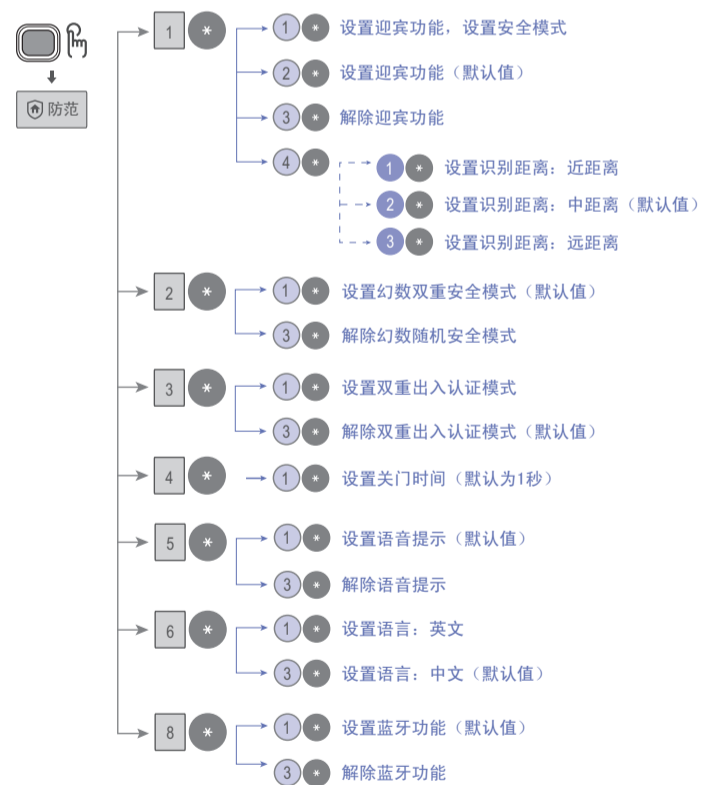 防范
1 * 1 * 设置迎宾功能，设置安全模式
2 * 设置迎宾功能（默认值）
3 * 解除迎宾功能
4 *
1 * 设置识别距离：近距离
2 * 设置识别距离：中距离（默认值）
3 * 设置识别距离：远距离
2 * 1 * 设置幻数双重安全模式（默认值）
3 * 解除幻数随机安全模式
3 * 1 * 设置双重出入认证模式
3 * 解除双重出入认证模式（默认值）
4 * 1 * 设置关门时间（默认为1秒）
5 * 1 * 设置语音提示（默认值）
3 * 解除语音提示
6 * 1 * 设置语言：英文
3 * 设置语言：中文（默认值）
8 * 1 * 设置蓝牙功能（默认值）
3 * 解除蓝牙功能